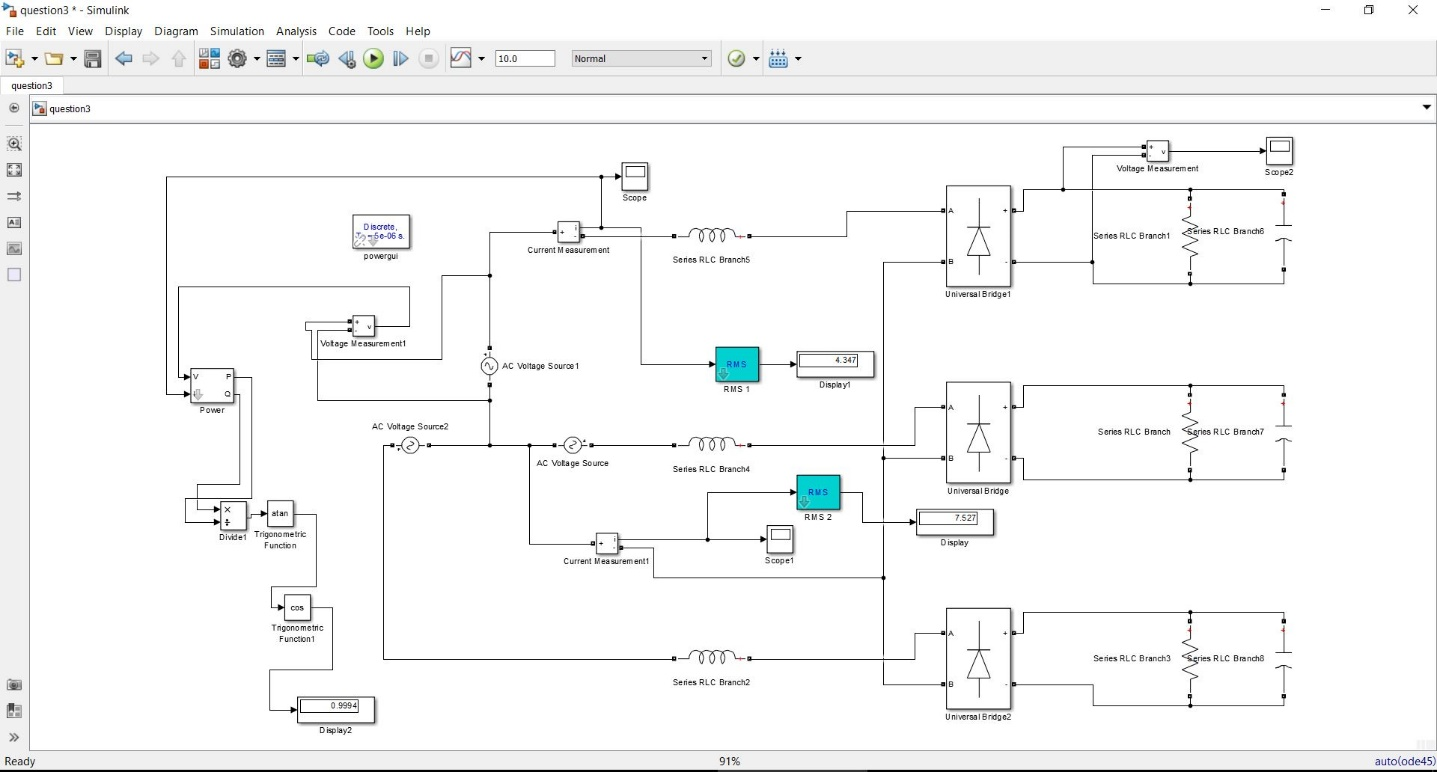 question3 * - Simulink
File Edit View Display Diagram Simulation Analysis Code Tools Help
10.0
Normal
question3
question3
Scope
Discrete,
5e-06 s.
powergui
Current Measurement
i
+
-
Series RLC Branch5
Voltage Measurement
+
-
v
Scope2
A
B
+
-
Universal Bridge1
Series RLC Branch1
Series RLC Branch6
Voltage Measurement1
+
-
v
AC Voltage Source1
RMS
RMS 1
4.347
Display1
V
P
Q
Power
AC Voltage Source2
AC Voltage Source
Series RLC Branch4
A
B
+
-
Universal Bridge
Series RLC Branch
Series RLC Branch7
RMS
RMS 2
7.527
Display
Current Measurement1
i
+
-
Scope1
×
÷
Divide1
atan
Trigonometric
Function
cos
Trigonometric
Function1
Series RLC Branch2
A
B
+
-
Universal Bridge2
Series RLC Branch3
Series RLC Branch8
0.9994
Display2
Ready
91%
auto(ode45)